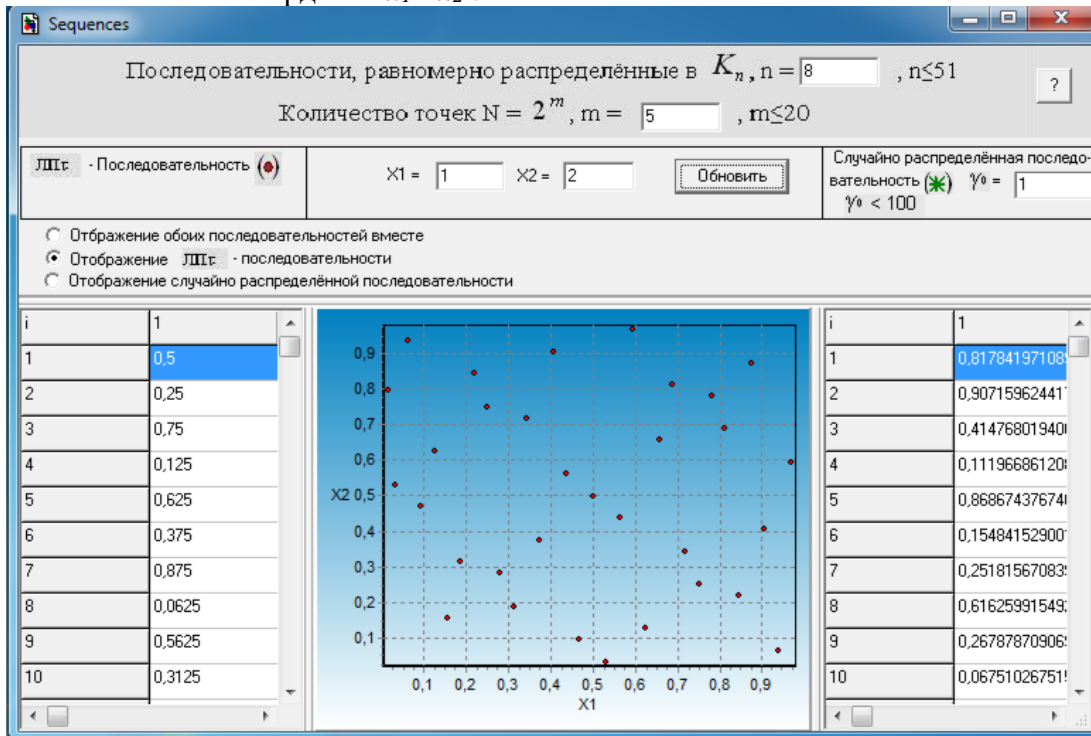 Sequences
Последовательности, равномерно распределённые в Kn, n = 8 , n≤51
?
Количество точек N = 2^m, m = 5 , m≤20
ЛПτ - Последовательность
X1 = 1 X2 = 2 Обновить
Случайно распределённая последо-
вательность (ж) γ⁰ = 1
γ⁰ < 100
Отбражение обоих последовательностей вместе
Отображение ЛПτ - последовательности
Отображение случайно распределённой последовательности
i 1
1 0,5
2 0,25
3 0,75
4 0,125
5 0,625
6 0,375
7 0,875
8 0,0625
9 0,5625
10 0,3125
0,9
0,8
0,7
0,6
X2 0,5
0,4
0,3
0,2
0,1
0,1 0,2 0,3 0,4 0,5 0,6 0,7 0,8 0,9
X1
i 1
1 0,81784197108
2 0,90715962441
3 0,41476801940
4 0,11196686120
5 0,86867437674
6 0,15484152900
7 0,25181567083
8 0,61625991549
9 0,26787870906
10 0,06751026751